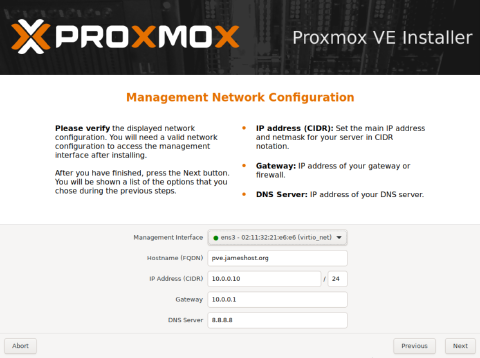 PROXMOX
Proxmox VE Installer
Management Network Configuration
Please verify the displayed network
configuration. You will need a valid network
configuration to access the management
interface after installing.
After you have finished, press the Next button.
You will be shown a list of the options that you
chose during the previous steps.
• IP address (CIDR): Set the main IP address
and netmask for your server in CIDR
notation.
• Gateway: IP address of your gateway or
firewall.
• DNS Server: IP address of your DNS server.
Management Interface ens3 - 02:11:32:21:e6:e6 (virtio_net)
Hostname (FQDN) pve.jameshost.org
IP Address (CIDR) 10.0.0.10 / 24
Gateway 10.0.0.1
DNS Server 8.8.8.8
Abort Previous Next